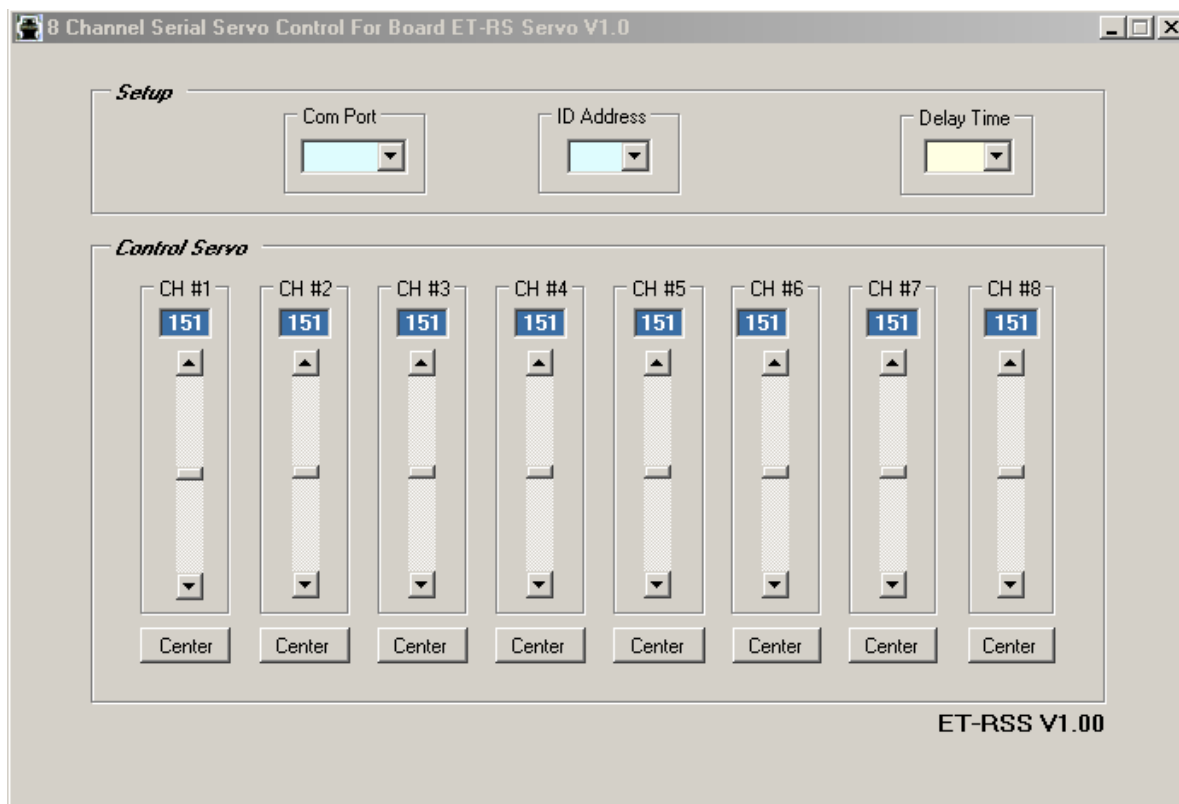 8 Channel Serial Servo Control For Board ET-RS Servo V1.0
Setup
Com Port ID Address Delay Time
Control Servo
CH #1 CH #2 CH #3 CH #4 CH #5 CH #6 CH #7 CH #8
151 151 151 151 151 151 151 151
Center Center Center Center Center Center Center Center
ET-RSS V1.00